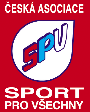 ČESKÁ ASOCIACE
SPV
SPORT
PRO VŠECHNY